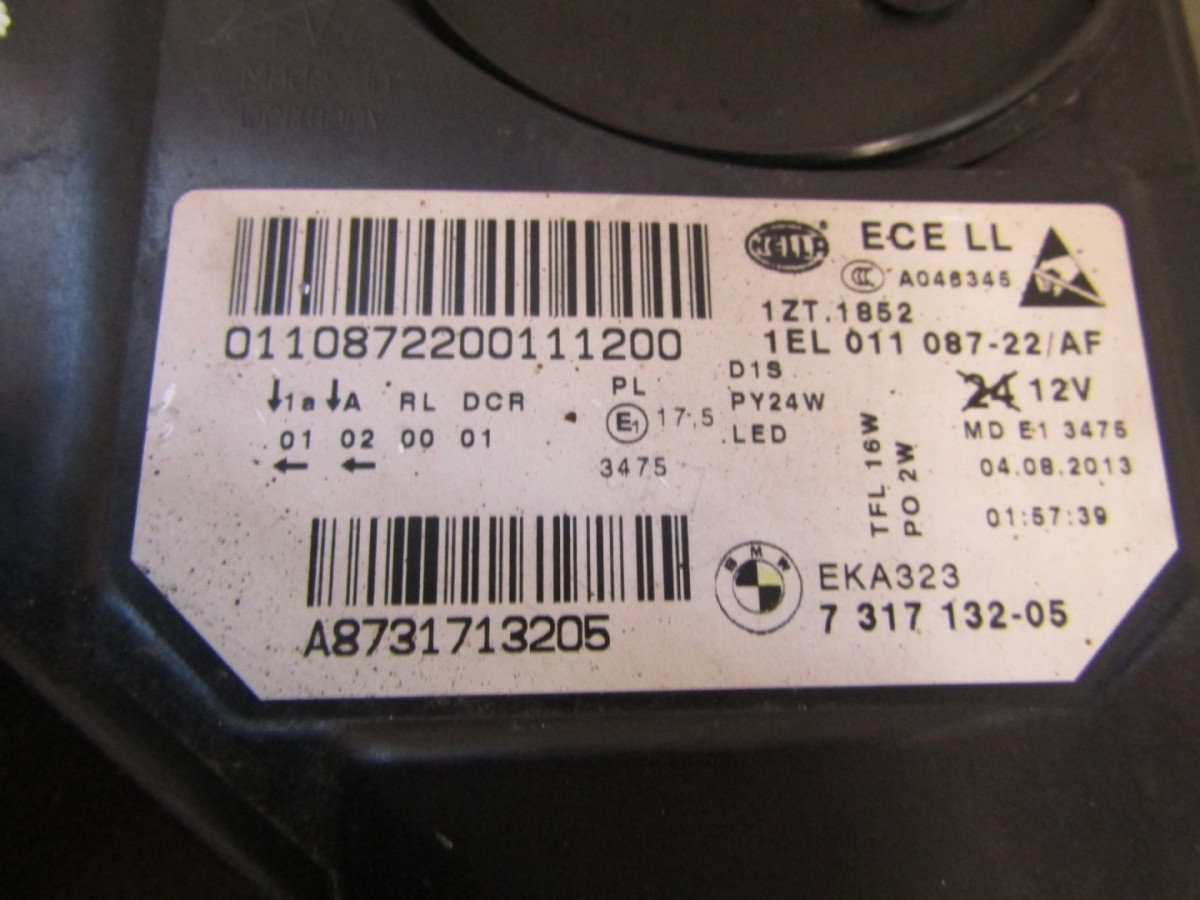 Made in
Germany
0110872200111200
HELLA ECE LL
CCC A046345
1ZT.1852
1EL 011 087-22/AF
↓1a ↓A RL DCR
01 02 00 01
← ←
PL
E1 17,5
3475
D1S
PY24W
LED
TFL 16W
PO 2W
24 12V
MD E1 3475
04.08.2013
01:57:39
A8731713205
BMW
EKA323
7 317 132-05